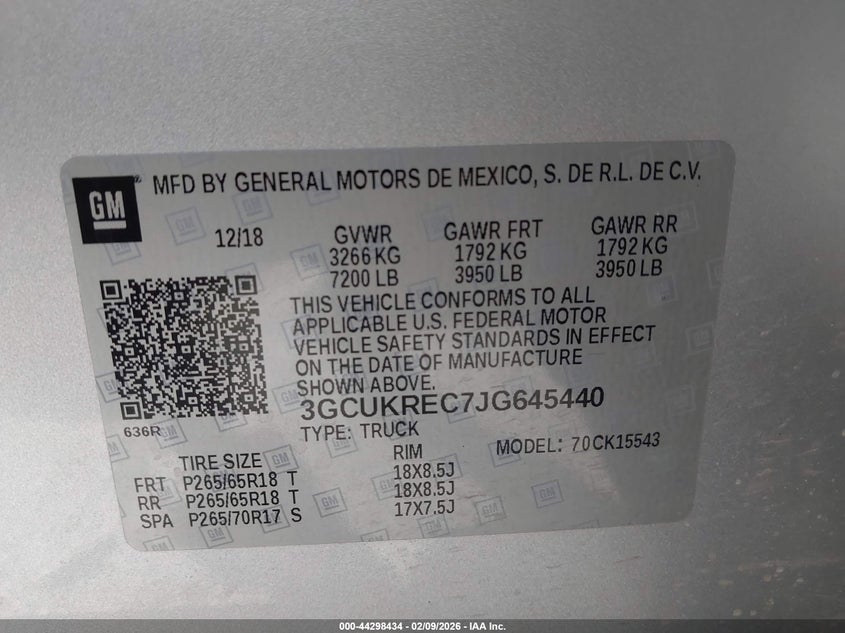 GM
MFD BY GENERAL MOTORS DE MEXICO, S. DE R.L. DE C.V.
12/18 GVWR GAWR FRT GAWR RR
3266 KG 1792 KG 1792 KG
7200 LB 3950 LB 3950 LB
THIS VEHICLE CONFORMS TO ALL
APPLICABLE U.S. FEDERAL MOTOR
VEHICLE SAFETY STANDARDS IN EFFECT
ON THE DATE OF MANUFACTURE
SHOWN ABOVE.
3GCUKREC7JG645440
636R
TYPE: TRUCK MODEL: 70CK15543
TIRE SIZE RIM
FRT P265/65R18 T 18X8.5J
RR P265/65R18 T 18X8.5J
SPA P265/70R17 S 17X7.5J
000-44298434 - 02/09/2026 - IAA Inc.